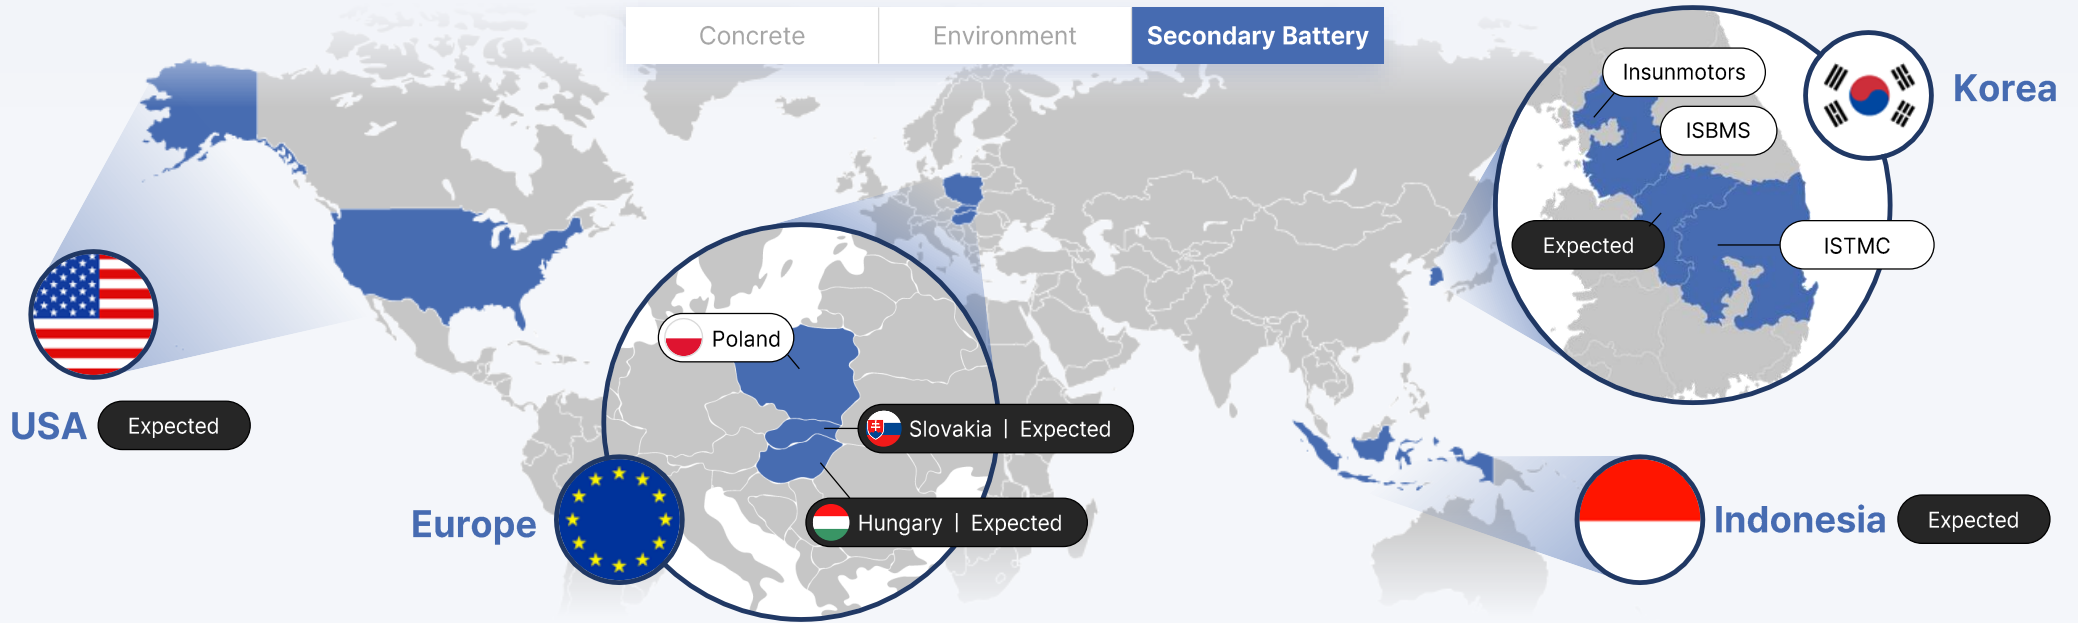 Concrete
Environment
Secondary Battery
Insunmotors
Korea
ISBMS
Expected
ISTMC
Poland
USA
Expected
Slovakia | Expected
Europe
Hungary | Expected
Indonesia
Expected